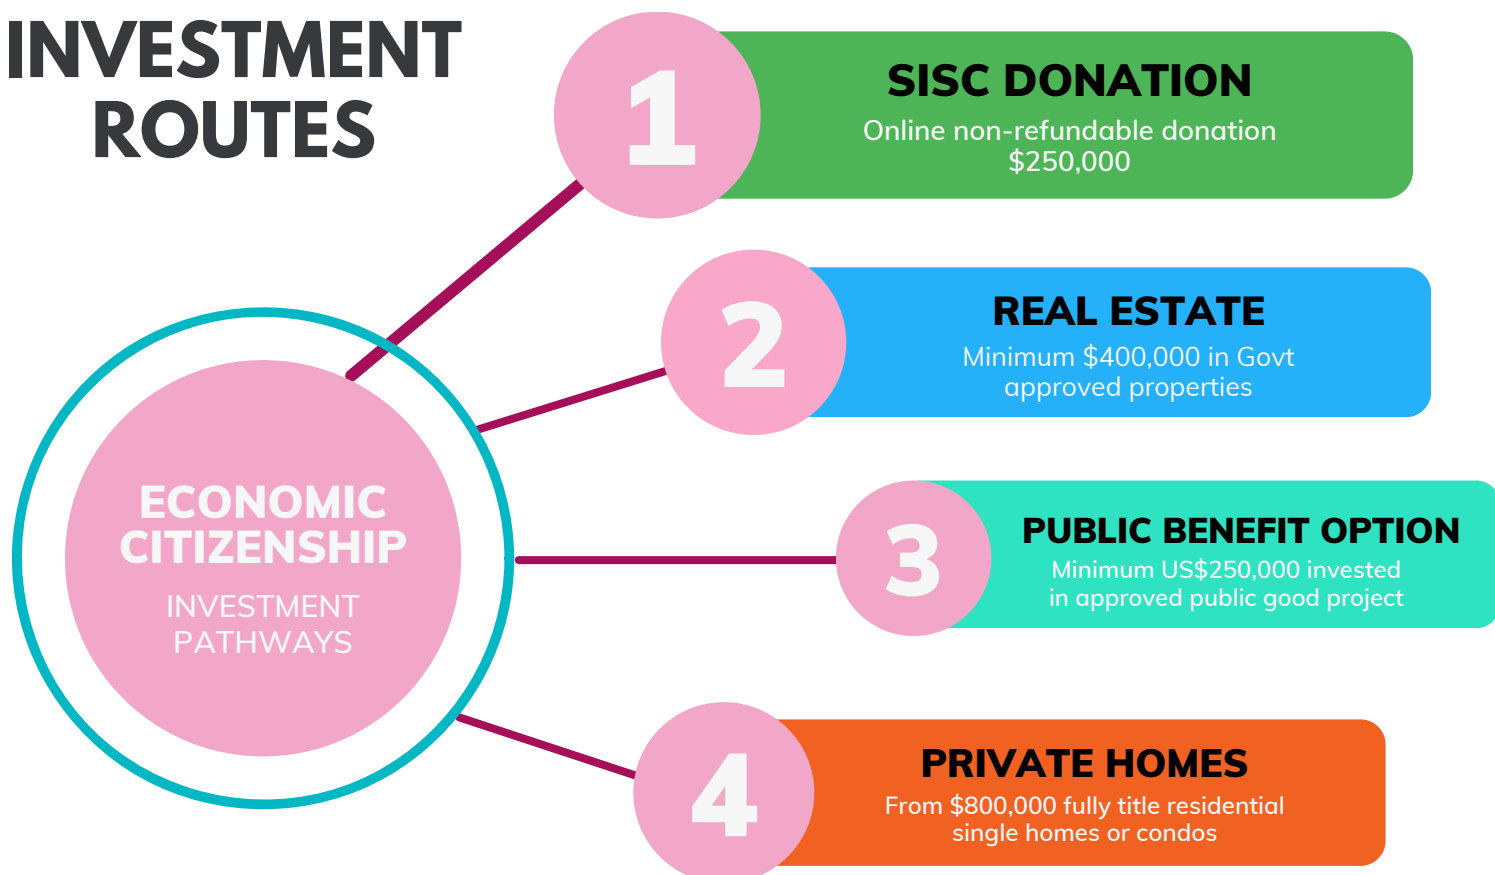 INVESTMENT
ROUTES
1
SISC DONATION
Online non-refundable donation
$250,000
2
REAL ESTATE
Minimum $400,000 in Govt
approved properties
ECONOMIC
CITIZENSHIP
INVESTMENT
PATHWAYS
3
PUBLIC BENEFIT OPTION
Minimum US$250,000 invested
in approved public good project
4
PRIVATE HOMES
From $800,000 fully title residential
single homes or condos